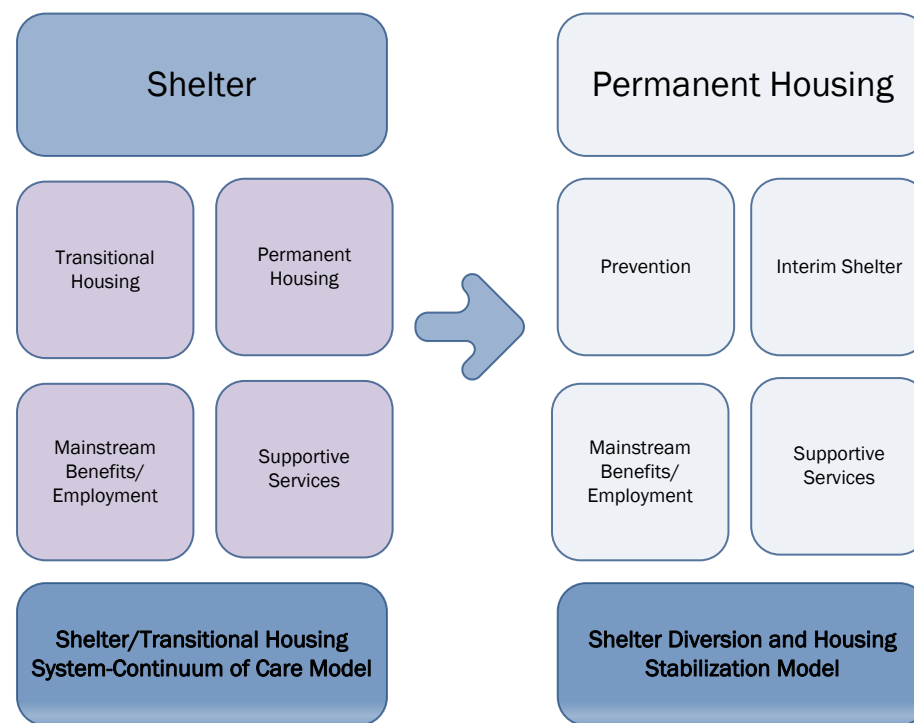 Shelter
Permanent Housing
Transitional
Housing
Permanent
Housing
Prevention
Interim Shelter
Mainstream
Benefits/
Employment
Supportive
Services
Mainstream
Benefits/
Employment
Supportive
Services
Shelter/Transitional Housing
System-Continuum of Care Model
Shelter Diversion and Housing
Stabilization Model